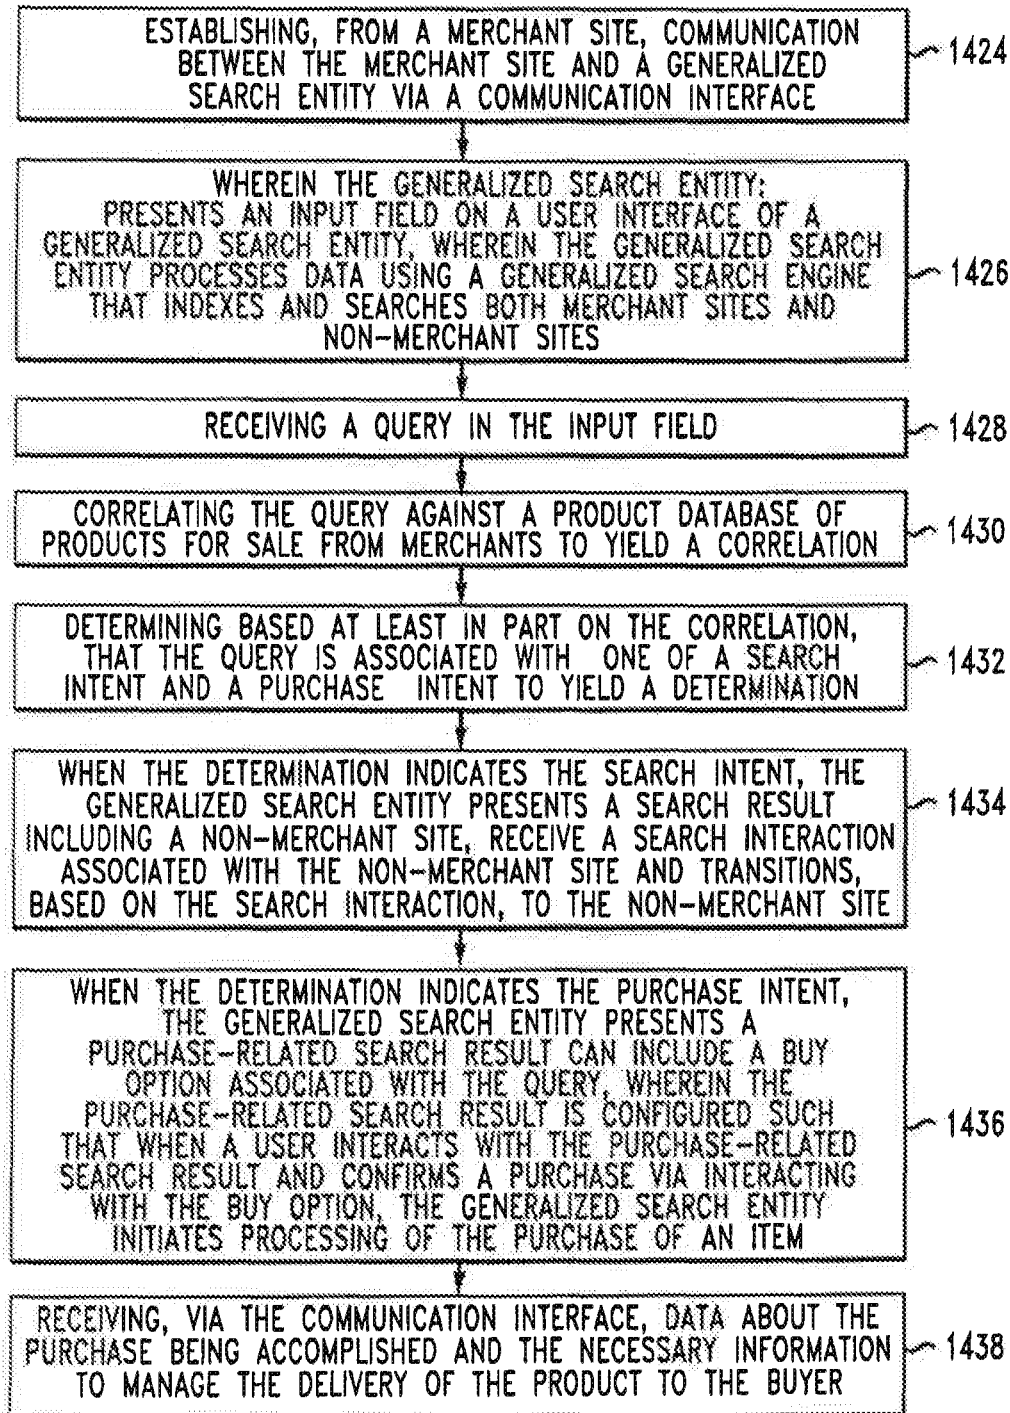 ESTABLISHING, FROM A MERCHANT SITE, COMMUNICATION
BETWEEN THE MERCHANT SITE AND A GENERALIZED
SEARCH ENTITY VIA A COMMUNICATION INTERFACE
1424
WHEREIN THE GENERALIZED SEARCH ENTITY:
PRESENTS AN INPUT FIELD ON A USER INTERFACE OF A
GENERALIZED SEARCH ENTITY, WHEREIN THE GENERALIZED SEARCH
ENTITY PROCESSES DATA USING A GENERALIZED SEARCH ENGINE
THAT INDEXES AND SEARCHES BOTH MERCHANT SITES AND
NON-MERCHANT SITES
1426
RECEIVING A QUERY IN THE INPUT FIELD
1428
CORRELATING THE QUERY AGAINST A PRODUCT DATABASE OF
PRODUCTS FOR SALE FROM MERCHANTS TO YIELD A CORRELATION
1430
DETERMINING BASED AT LEAST IN PART ON THE CORRELATION,
THAT THE QUERY IS ASSOCIATED WITH ONE OF A SEARCH
INTENT AND A PURCHASE INTENT TO YIELD A DETERMINATION
1432
WHEN THE DETERMINATION INDICATES THE SEARCH INTENT, THE
GENERALIZED SEARCH ENTITY PRESENTS A SEARCH RESULT
INCLUDING A NON-MERCHANT SITE, RECEIVE A SEARCH INTERACTION
ASSOCIATED WITH THE NON-MERCHANT SITE AND TRANSITIONS,
BASED ON THE SEARCH INTERACTION, TO THE NON-MERCHANT SITE
1434
WHEN THE DETERMINATION INDICATES THE PURCHASE INTENT,
THE GENERALIZED SEARCH ENTITY PRESENTS A
PURCHASE-RELATED SEARCH RESULT CAN INCLUDE A BUY
OPTION ASSOCIATED WITH THE QUERY, WHEREIN THE
PURCHASE-RELATED SEARCH RESULT IS CONFIGURED SUCH
THAT WHEN A USER INTERACTS WITH THE PURCHASE-RELATED
SEARCH RESULT AND CONFIRMS A PURCHASE VIA INTERACTING
WITH THE BUY OPTION, THE GENERALIZED SEARCH ENTITY
INITIATES PROCESSING OF THE PURCHASE OF AN ITEM
1436
RECEIVING, VIA THE COMMUNICATION INTERFACE, DATA ABOUT THE
PURCHASE BEING ACCOMPLISHED AND THE NECESSARY INFORMATION
TO MANAGE THE DELIVERY OF THE PRODUCT TO THE BUYER
1438